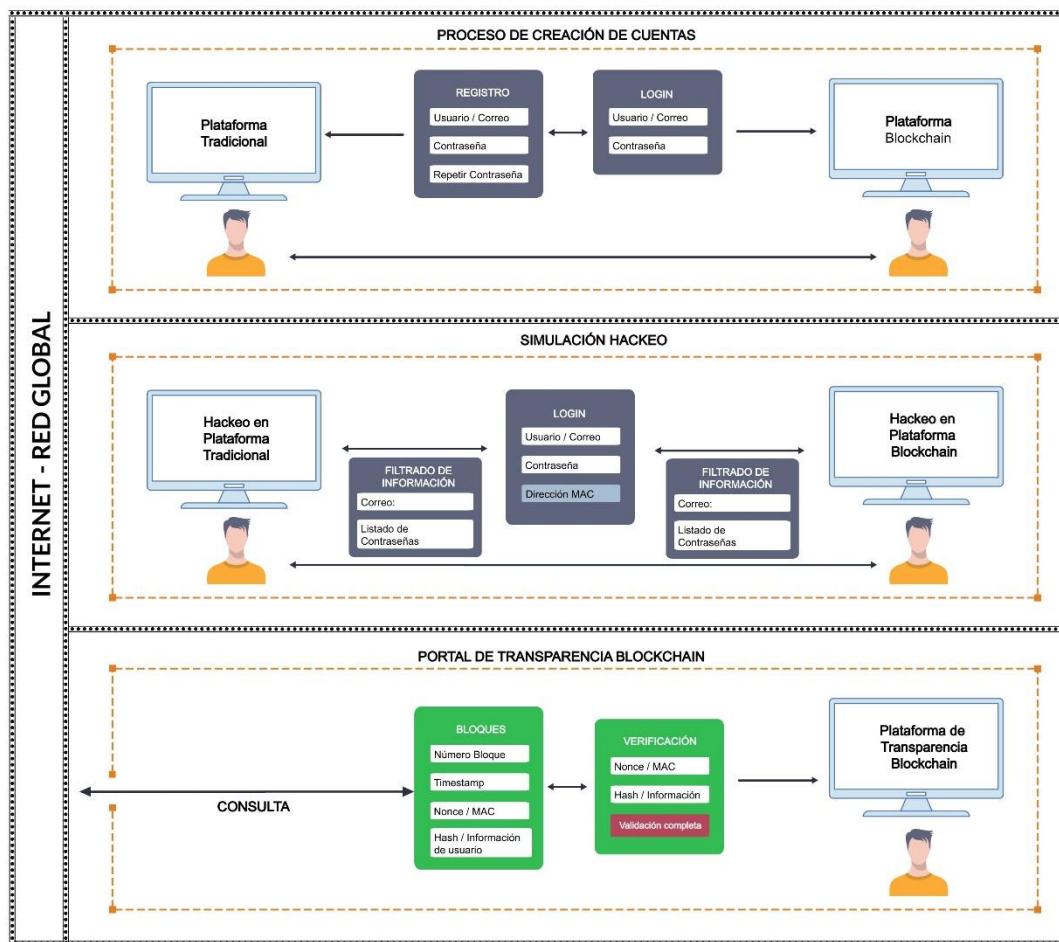 INTERNET - RED GLOBAL
PROCESO DE CREACIÓN DE CUENTAS
Plataforma
Tradicional
REGISTRO
Usuario / Correo
Contraseña
Repetir Contraseña
LOGIN
Usuario / Correo
Contraseña
Plataforma
Blockchain
SIMULACIÓN HACKEO
Hackeo en
Plataforma
Tradicional
FILTRADO DE
INFORMACIÓN
Correo:
Listado de
Contraseñas
LOGIN
Usuario / Correo
Contraseña
Dirección MAC
FILTRADO DE
INFORMACIÓN
Correo:
Listado de
Contraseñas
Hackeo en
Plataforma
Blockchain
PORTAL DE TRANSPARENCIA BLOCKCHAIN
CONSULTA
BLOQUES
Número Bloque
Timestamp
Nonce / MAC
Hash / Información
de usuario
VERIFICACIÓN
Nonce / MAC
Hash / Información
Validación completa
Plataforma de
Transparencia
Blockchain